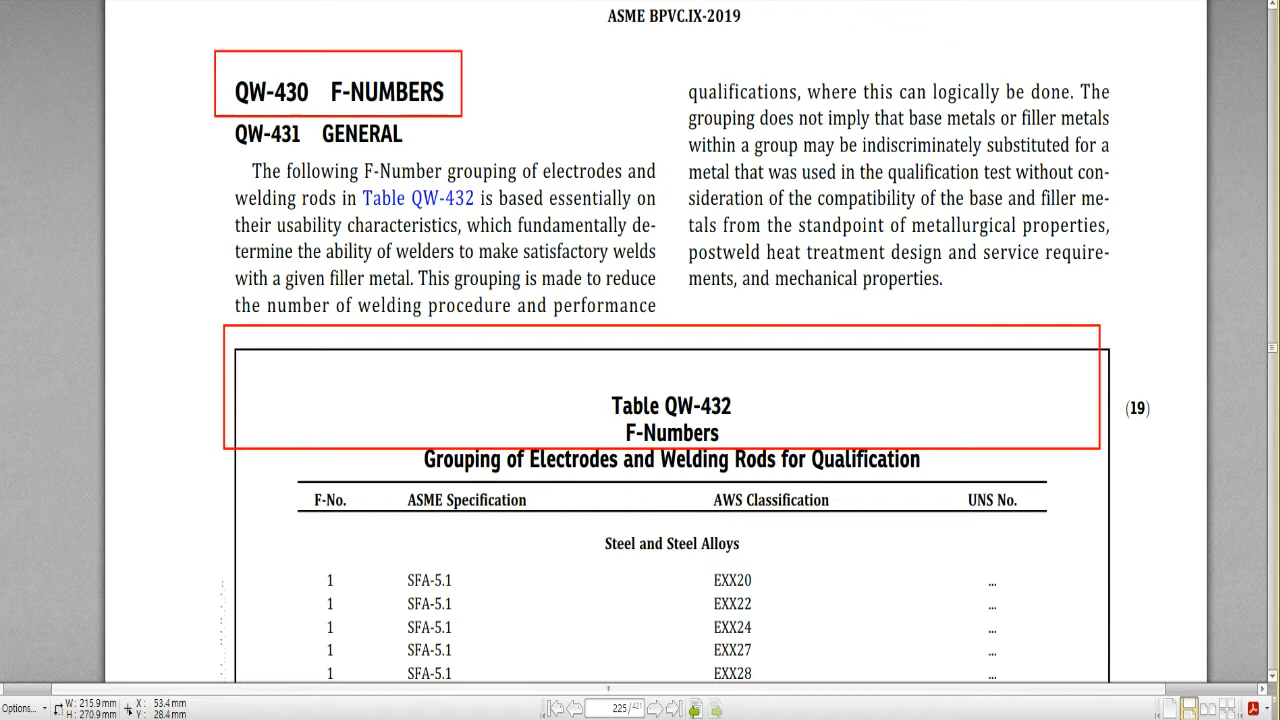 ASME BPVC.IX-2019
QW-430 F-NUMBERS
QW-431 GENERAL
The following F-Number grouping of electrodes and
welding rods in Table QW-432 is based essentially on
their usability characteristics, which fundamentally de-
termine the ability of welders to make satisfactory welds
with a given filler metal. This grouping is made to reduce
the number of welding procedure and performance
qualifications, where this can logically be done. The
grouping does not imply that base metals or filler metals
within a group may be indiscriminately substituted for a
metal that was used in the qualification test without con-
sideration of the compatibility of the base and filler me-
tals from the standpoint of metallurgical properties,
postweld heat treatment design and service require-
ments, and mechanical properties.
Table QW-432
(19)
F-Numbers
Grouping of Electrodes and Welding Rods for Qualification
F-No. ASME Specification AWS Classification UNS No.
Steel and Steel Alloys
1 SFA-5.1 EXX20 ...
1 SFA-5.1 EXX22 ...
1 SFA-5.1 EXX24 ...
1 SFA-5.1 EXX27 ...
1 SFA-5.1 EXX28 ...
Options... W: 215.9 mm X: 53.4 mm 225/421
H: 270.9 mm Y: 28.4 mm